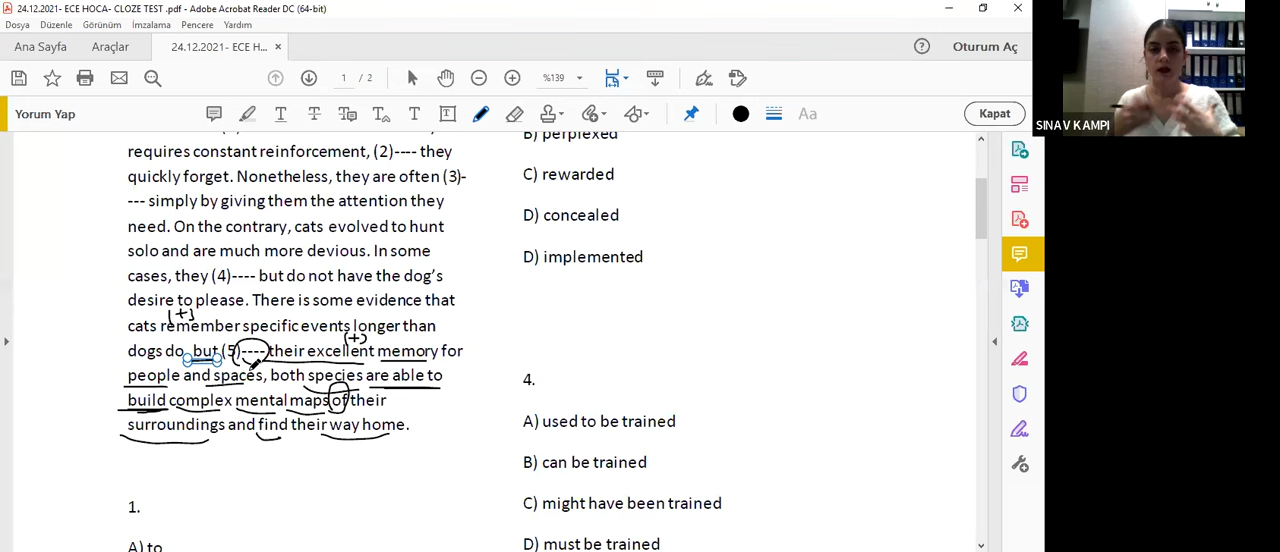 24.12.2021- ECE HOCA- CLOZE TEST .pdf - Adobe Acrobat Reader DC (64-bit)
Dosya Düzenle Görünüm İmzalama Pencere Yardım
Ana Sayfa Araçlar 24.12.2021- ECE H... × Oturum Aç
1 / 2 %139
Yorum Yap Aa Kapat
SINAV KAMPI
requires constant reinforcement, (2)---- they
quickly forget. Nonetheless, they are often (3)-
--- simply by giving them the attention they
need. On the contrary, cats evolved to hunt
solo and are much more devious. In some
cases, they (4)---- but do not have the dog's
desire to please. There is some evidence that
(+)
cats remember specific events longer than
(+)
dogs do, but (5)---- their excellent memory for
people and spaces, both species are able to
build complex mental maps of their
surroundings and find their way home.
1.
A) to
B) perplexed
C) rewarded
D) concealed
D) implemented
4.
A) used to be trained
B) can be trained
C) might have been trained
D) must be trained